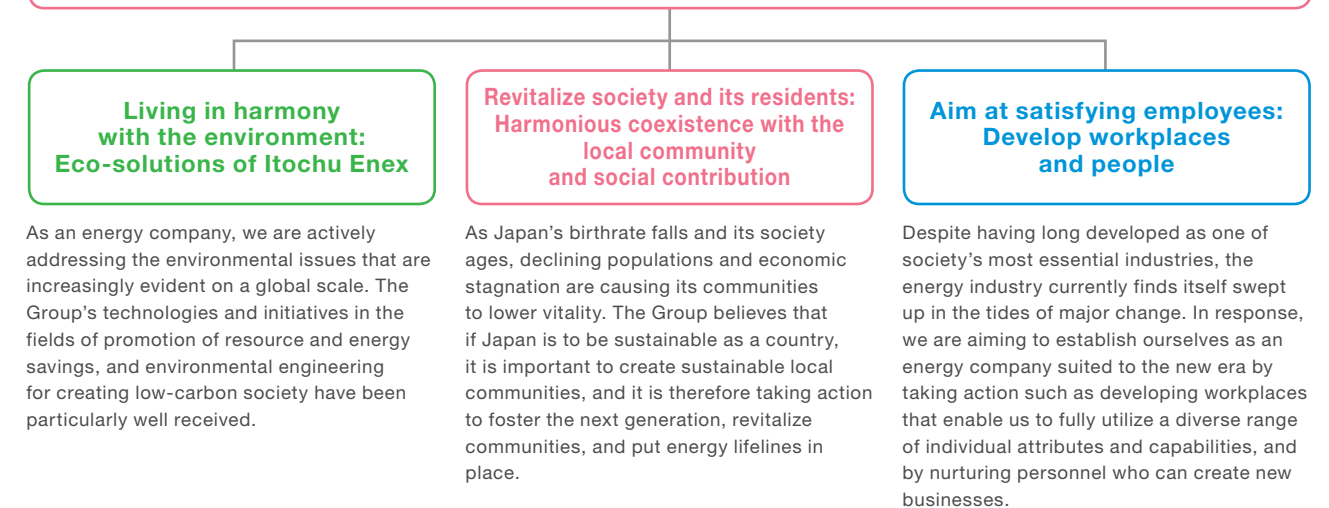 Living in harmony
with the environment:
Eco-solutions of Itochu Enex
As an energy company, we are actively
addressing the environmental issues that are
increasingly evident on a global scale. The
Group's technologies and initiatives in the
fields of promotion of resource and energy
savings, and environmental engineering
for creating low-carbon society have been
particularly well received.
Revitalize society and its residents:
Harmonious coexistence with the
local community
and social contribution
As Japan's birthrate falls and its society
ages, declining populations and economic
stagnation are causing its communities
to lower vitality. The Group believes that
if Japan is to be sustainable as a country,
it is important to create sustainable local
communities, and it is therefore taking action
to foster the next generation, revitalize
communities, and put energy lifelines in
place.
Aim at satisfying employees:
Develop workplaces
and people
Despite having long developed as one of
society's most essential industries, the
energy industry currently finds itself swept
up in the tides of major change. In response,
we are aiming to establish ourselves as an
energy company suited to the new era by
taking action such as developing workplaces
that enable us to fully utilize a diverse range
of individual attributes and capabilities, and
by nurturing personnel who can create new
businesses.